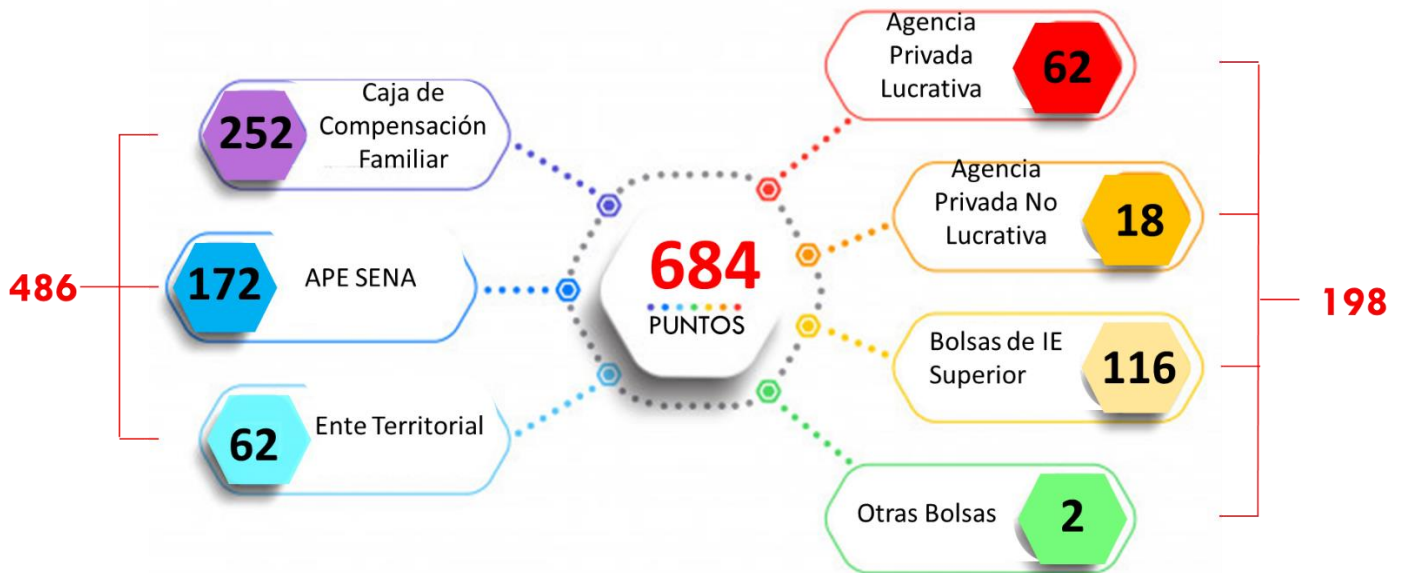 486
252
Caja de
Compensación
Familiar
172
APE SENA
62
Ente Territorial
684
PUNTOS
Agencia
Privada
Lucrativa
62
Agencia
Privada No
Lucrativa
18
Bolsas de IE
Superior
116
Otras Bolsas
2
198